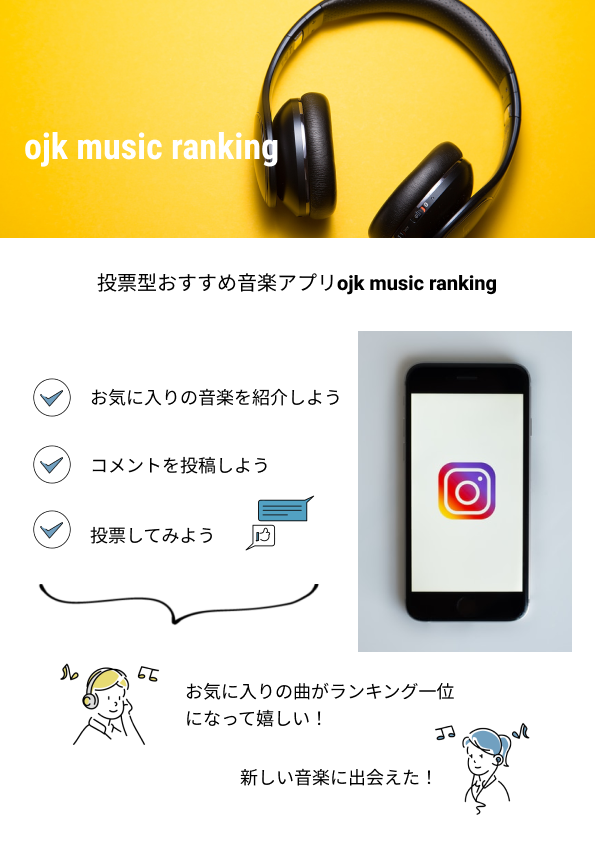 ojk music ranking
投票型おすすめ音楽アプリojk music ranking
お気に入りの音楽を紹介しよう
コメントを投稿しよう
投票してみよう
お気に入りの曲がランキング一位
になって嬉しい！
新しい音楽に出会えた！